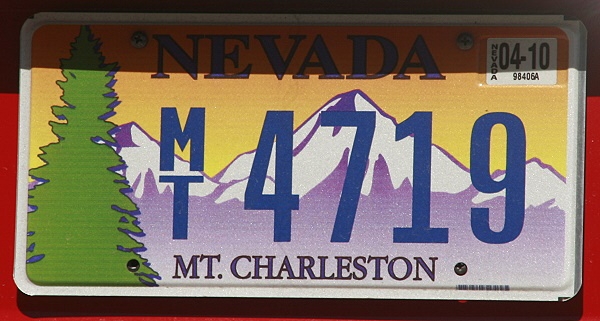 NEVADA
NEVADA 04-10
98406A
MT 4719
MT. CHARLESTON